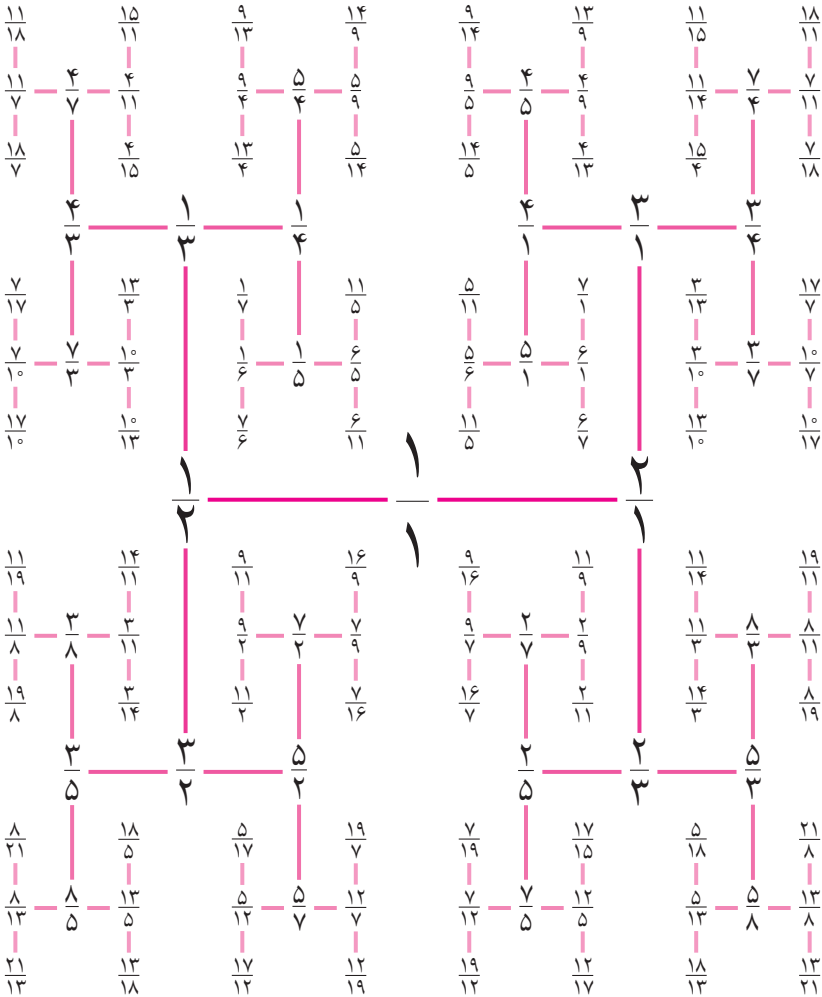 ۱۱/۱۸ ۱۵/۱۱ ۹/۱۳ ۱۴/۹ ۹/۱۴ ۱۳/۹ ۱۱/۱۵ ۱۸/۱۱
۱۱/۷ ۴/۷ ۴/۱۱ ۹/۴ ۵/۴ ۵/۹ ۹/۵ ۴/۵ ۴/۹ ۱۱/۱۴ ۷/۴ ۷/۱۱
۱۸/۷ ۴/۱۵ ۱۳/۴ ۵/۱۴ ۱۴/۵ ۴/۱۳ ۱۵/۴ ۷/۱۸
۴/۳ ۱/۳ ۱/۴ ۴/۱ ۳/۱ ۳/۴
۷/۱۷ ۱۳/۳ ۱/۷ ۱۱/۵ ۵/۱۱ ۷/۱ ۳/۱۳ ۱۷/۷
۷/۱۰ ۷/۳ ۱۰/۳ ۱/۶ ۱/۵ ۶/۵ ۵/۶ ۵/۱ ۶/۱ ۳/۱۰ ۳/۷ ۱۰/۷
۱۷/۱۰ ۱۰/۱۳ ۷/۶ ۶/۱۱ ۱۱/۵ ۶/۷ ۱۳/۱۰ ۱۰/۱۷
۱/۲ ۱/۱ ۲/۱
۱۱/۱۹ ۱۴/۱۱ ۹/۱۱ ۱۶/۹ ۹/۱۶ ۱۱/۹ ۱۱/۱۴ ۱۹/۱۱
۱۱/۸ ۳/۸ ۳/۱۱ ۹/۲ ۷/۲ ۷/۹ ۹/۷ ۲/۷ ۲/۹ ۱۱/۳ ۸/۳ ۸/۱۱
۱۹/۸ ۳/۱۴ ۱۱/۲ ۷/۱۶ ۱۶/۷ ۲/۱۱ ۱۴/۳ ۸/۱۹
۳/۵ ۳/۲ ۵/۲ ۲/۵ ۲/۳ ۵/۳
۸/۲۱ ۱۸/۵ ۵/۱۷ ۱۹/۷ ۷/۱۹ ۱۷/۱۵ ۵/۱۸ ۲۱/۸
۸/۱۳ ۸/۵ ۱۳/۵ ۵/۱۲ ۵/۷ ۱۲/۷ ۷/۱۲ ۷/۵ ۱۲/۵ ۵/۱۳ ۵/۸ ۱۳/۸
۲۱/۱۳ ۱۳/۱۸ ۱۷/۱۲ ۱۲/۱۹ ۱۹/۱۲ ۱۲/۱۷ ۱۸/۱۳ ۱۳/۲۱